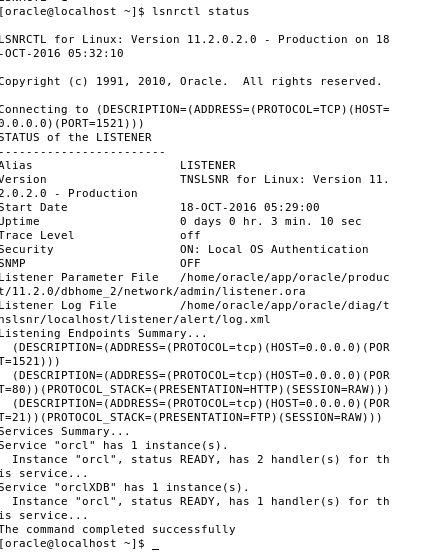 [oracle@localhost ~]$ lsnrctl status
LSNRCTL for Linux: Version 11.2.0.2.0 - Production on 18
-OCT-2016 05:32:10
Copyright (c) 1991, 2010, Oracle.  All rights reserved.
Connecting to (DESCRIPTION=(ADDRESS=(PROTOCOL=TCP)(HOST=
0.0.0.0)(PORT=1521)))
STATUS of the LISTENER
------------------------
Alias                     LISTENER
Version                   TNSLSNR for Linux: Version 11.
2.0.2.0 - Production
Start Date                18-OCT-2016 05:29:00
Uptime                    0 days 0 hr. 3 min. 10 sec
Trace Level               off
Security                  ON: Local OS Authentication
SNMP                      OFF
Listener Parameter File   /home/oracle/app/oracle/produc
t/11.2.0/dbhome_2/network/admin/listener.ora
Listener Log File         /home/oracle/app/oracle/diag/t
nslsnr/localhost/listener/alert/log.xml
Listening Endpoints Summary...
  (DESCRIPTION=(ADDRESS=(PROTOCOL=tcp)(HOST=0.0.0.0)(POR
T=1521)))
  (DESCRIPTION=(ADDRESS=(PROTOCOL=tcp)(HOST=0.0.0.0)(POR
T=80))(PROTOCOL_STACK=(PRESENTATION=HTTP)(SESSION=RAW)))
  (DESCRIPTION=(ADDRESS=(PROTOCOL=tcp)(HOST=0.0.0.0)(POR
T=21))(PROTOCOL_STACK=(PRESENTATION=FTP)(SESSION=RAW)))
Services Summary...
Service "orcl" has 1 instance(s).
  Instance "orcl", status READY, has 2 handler(s) for th
is service...
Service "orclXDB" has 1 instance(s).
  Instance "orcl", status READY, has 1 handler(s) for th
is service...
The command completed successfully
[oracle@localhost ~]$ _